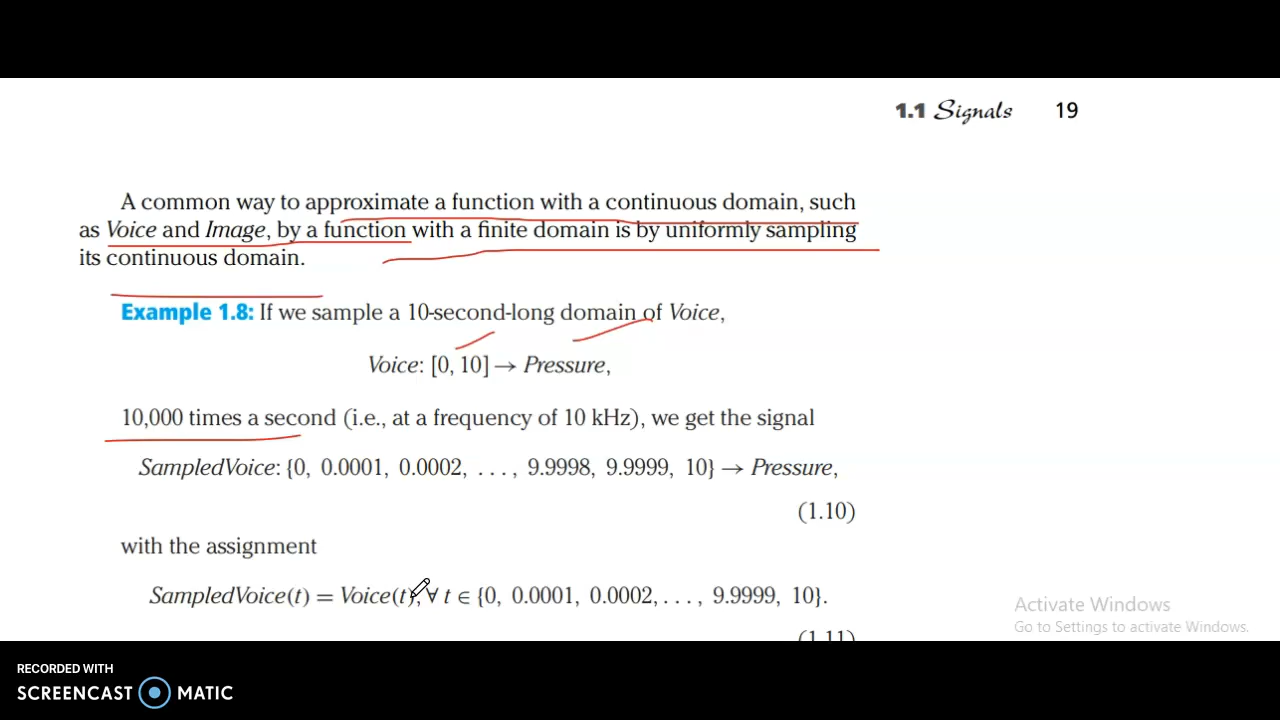 1.1 Signals 19
A common way to approximate a function with a continuous domain, such
as Voice and Image, by a function with a finite domain is by uniformly sampling
its continuous domain.
Example 1.8: If we sample a 10-second-long domain of Voice,
Voice: [0, 10] → Pressure,
10,000 times a second (i.e., at a frequency of 10 kHz), we get the signal
SampledVoice: {0, 0.0001, 0.0002, . . . , 9.9998, 9.9999, 10} → Pressure,
(1.10)
with the assignment
SampledVoice(t) = Voice(t), ∀ t ∈ {0, 0.0001, 0.0002, . . . , 9.9999, 10}.
(1.11)
Activate Windows
Go to Settings to activate Windows.
RECORDED WITH
SCREENCAST MATIC